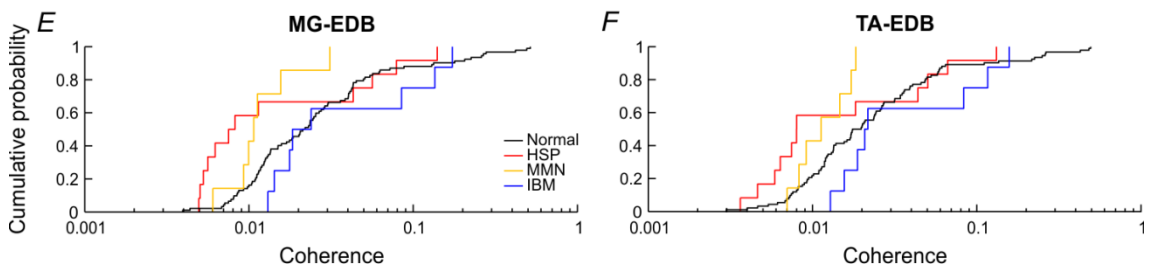 E
MG-EDB
Cumulative probability
1
0.8
0.6
0.4
0.2
0
Normal
HSP
MMN
IBM
0.001
0.01
0.1
1
Coherence
F
TA-EDB
1
0.8
0.6
0.4
0.2
0
0.001
0.01
0.1
1
Coherence